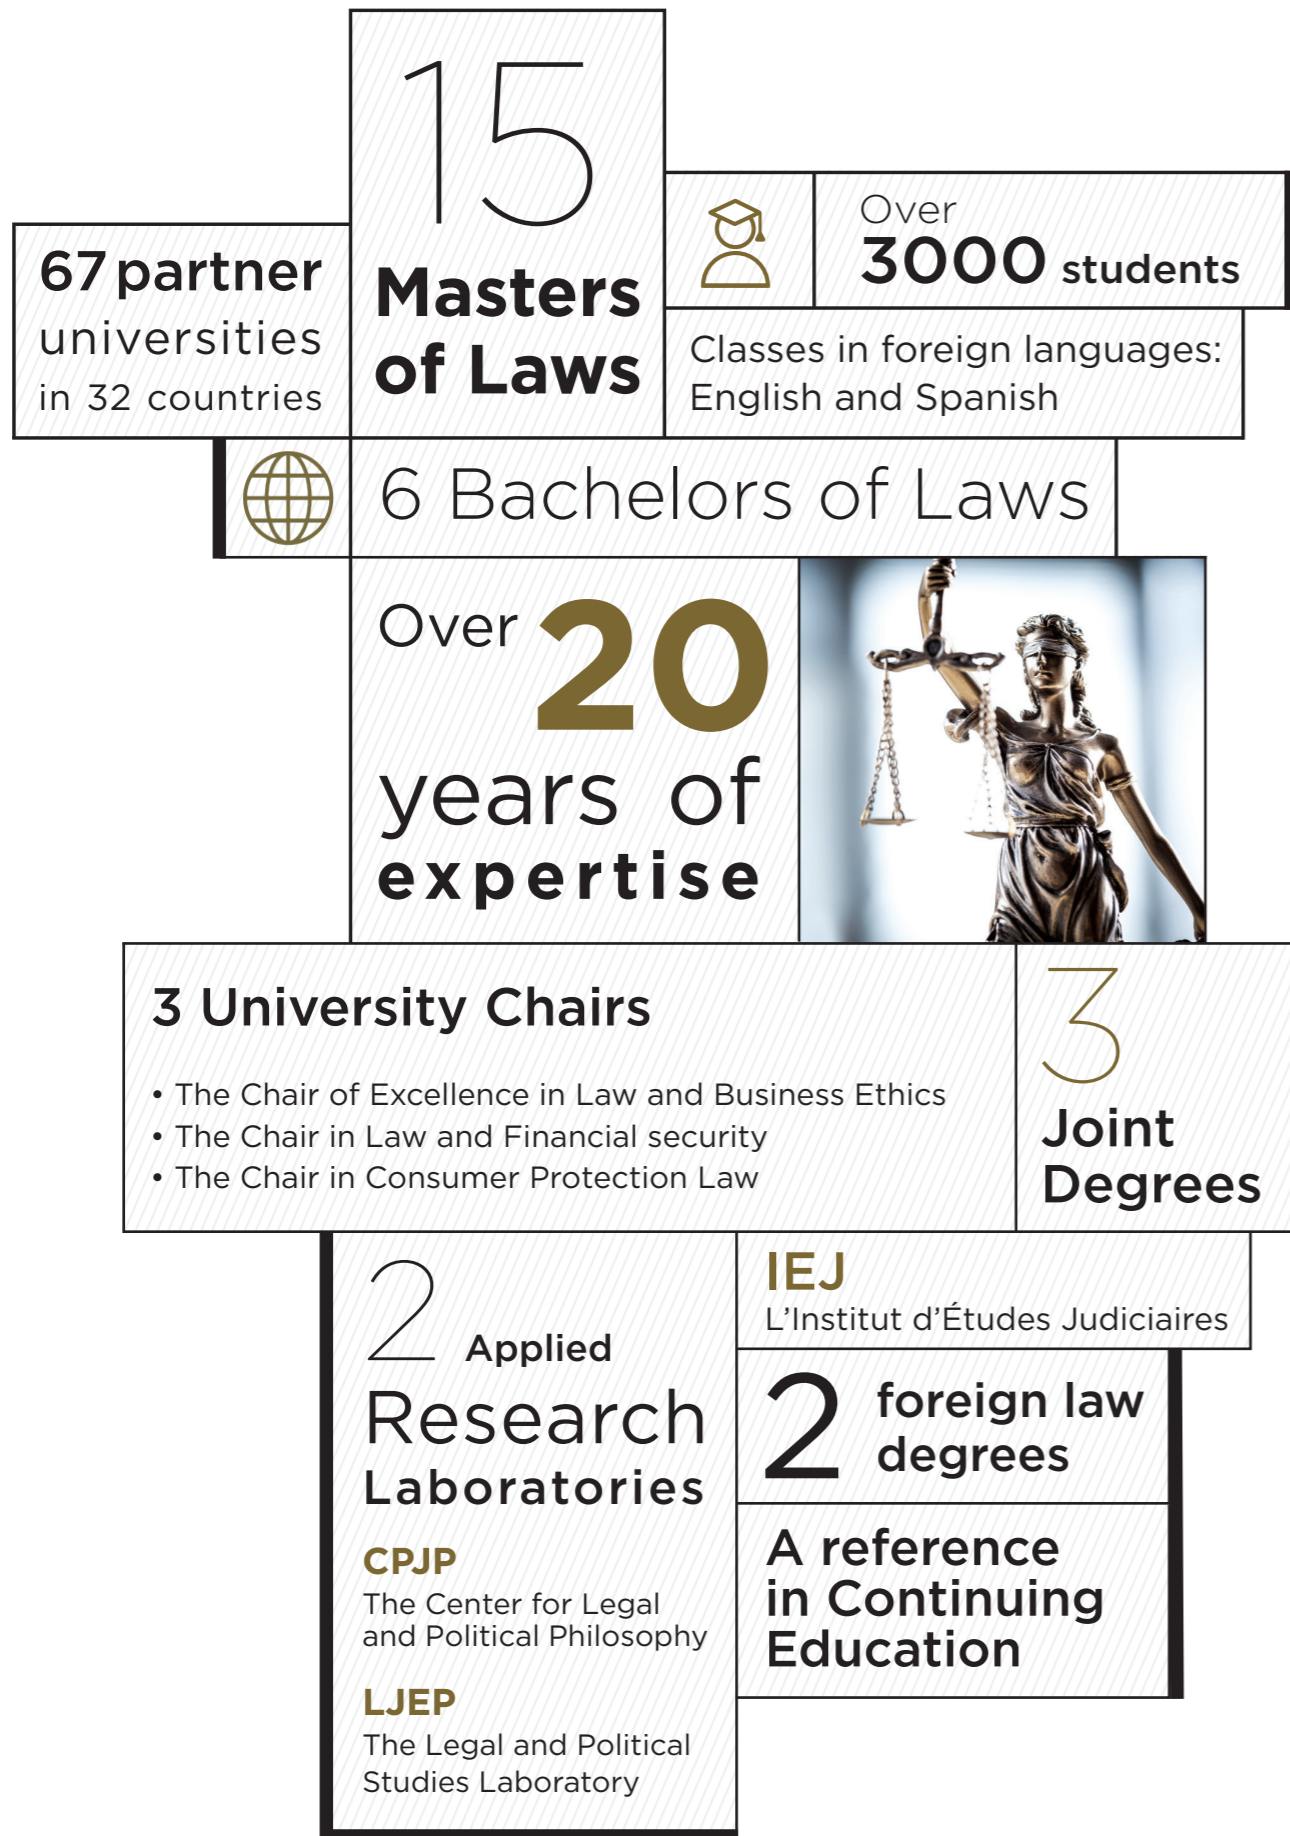 15
Masters
of Laws
67 partner
universities
in 32 countries
Over
3000 students
Classes in foreign languages:
English and Spanish
6 Bachelors of Laws
Over 20
years of
expertise
3 University Chairs
• The Chair of Excellence in Law and Business Ethics
• The Chair in Law and Financial security
• The Chair in Consumer Protection Law
3
Joint
Degrees
2 Applied
Research
Laboratories
CPJP
The Center for Legal
and Political Philosophy
LJEP
The Legal and Political
Studies Laboratory
IEJ
L'Institut d'Études Judiciaires
2 foreign law
degrees
A reference
in Continuing
Education